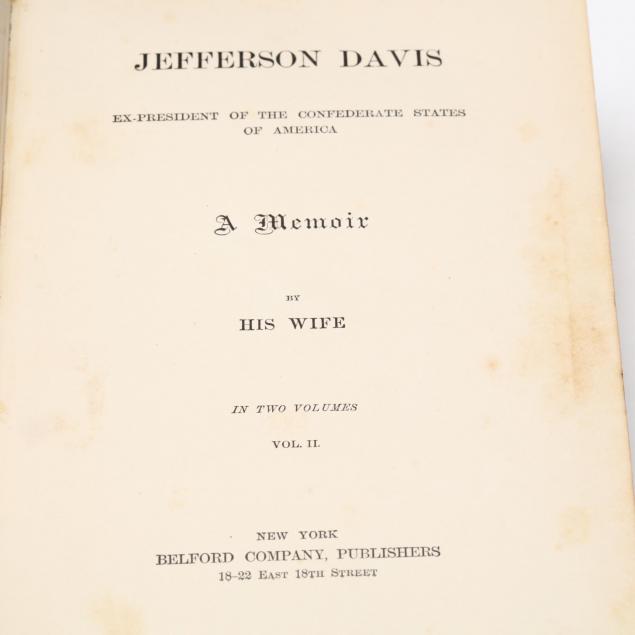 JEFFERSON DAVIS
EX-PRESIDENT OF THE CONFEDERATE STATES
OF AMERICA
A Memoir
BY
HIS WIFE
IN TWO VOLUMES
VOL. II.
NEW YORK
BELFORD COMPANY, PUBLISHERS
18-22 EAST 18TH STREET